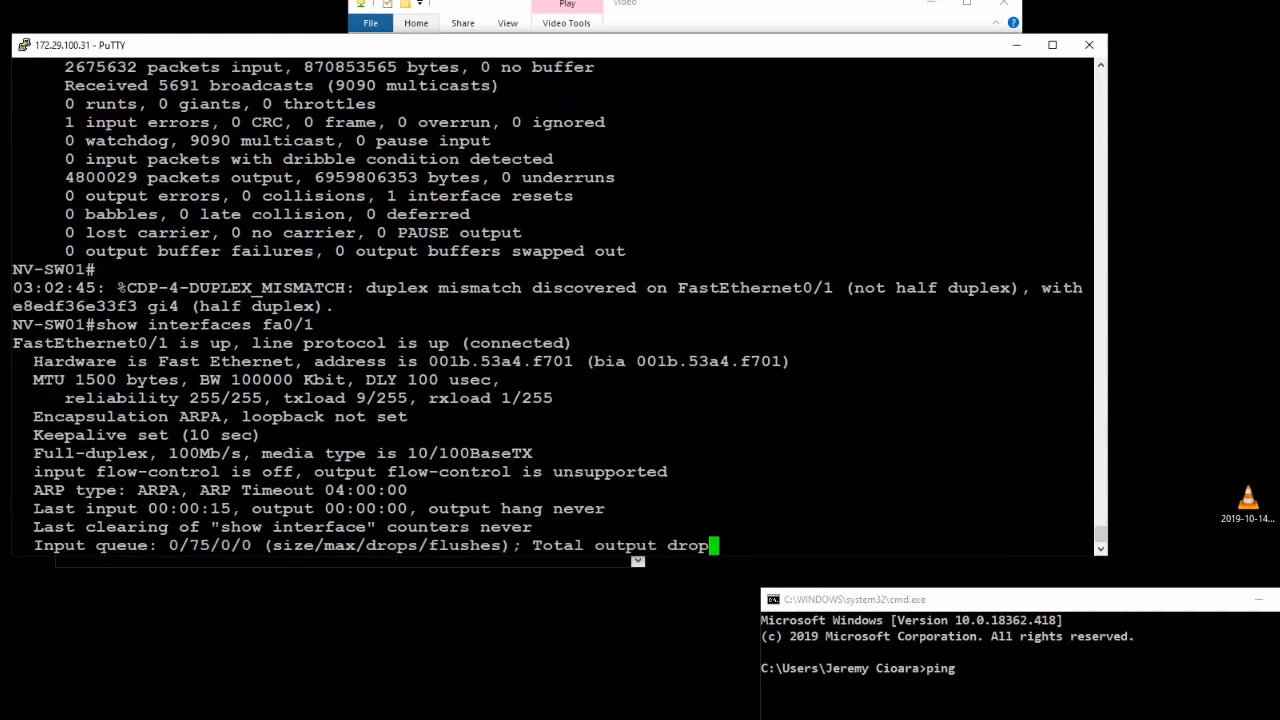 Play
Video
File
Home
Share
View
Video Tools
172.29.100.31 - PuTTY
2675632 packets input, 870853565 bytes, 0 no buffer
Received 5691 broadcasts (9090 multicasts)
0 runts, 0 giants, 0 throttles
1 input errors, 0 CRC, 0 frame, 0 overrun, 0 ignored
0 watchdog, 9090 multicast, 0 pause input
0 input packets with dribble condition detected
4800029 packets output, 6959806353 bytes, 0 underruns
0 output errors, 0 collisions, 1 interface resets
0 babbles, 0 late collision, 0 deferred
0 lost carrier, 0 no carrier, 0 PAUSE output
0 output buffer failures, 0 output buffers swapped out
NV-SW01#
03:02:45: %CDP-4-DUPLEX_MISMATCH: duplex mismatch discovered on FastEthernet0/1 (not half duplex), with
e8edf36e33f3 gi4 (half duplex).
NV-SW01#show interfaces fa0/1
FastEthernet0/1 is up, line protocol is up (connected)
Hardware is Fast Ethernet, address is 001b.53a4.f701 (bia 001b.53a4.f701)
MTU 1500 bytes, BW 100000 Kbit, DLY 100 usec,
reliability 255/255, txload 9/255, rxload 1/255
Encapsulation ARPA, loopback not set
Keepalive set (10 sec)
Full-duplex, 100Mb/s, media type is 10/100BaseTX
input flow-control is off, output flow-control is unsupported
ARP type: ARPA, ARP Timeout 04:00:00
Last input 00:00:15, output 00:00:00, output hang never
Last clearing of "show interface" counters never
Input queue: 0/75/0/0 (size/max/drops/flushes); Total output drop
2019-10-14...
C:\WINDOWS\system32\cmd.exe
Microsoft Windows [Version 10.0.18362.418]
(c) 2019 Microsoft Corporation. All rights reserved.
C:\Users\Jeremy Cioara>ping